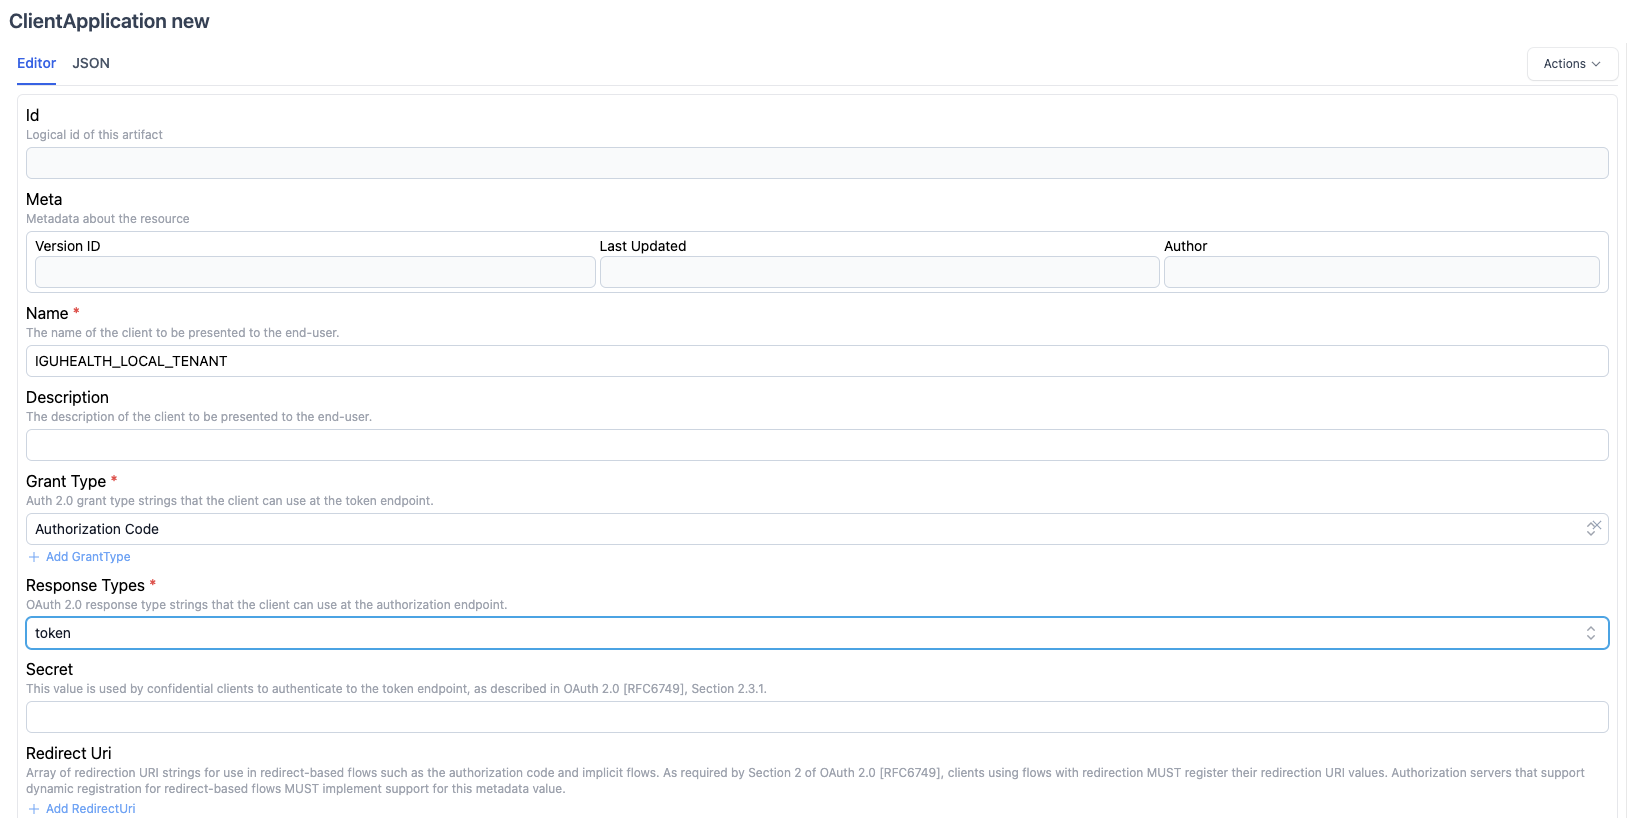 ClientApplication new
Editor JSON Actions
Id
Logical id of this artifact
Meta
Metadata about the resource
Version ID Last Updated Author
Name *
The name of the client to be presented to the end-user.
IGUHEALTH_LOCAL_TENANT
Description
The description of the client to be presented to the end-user.
Grant Type *
Auth 2.0 grant type strings that the client can use at the token endpoint.
Authorization Code
+ Add GrantType
Response Types *
OAuth 2.0 response type strings that the client can use at the authorization endpoint.
token
Secret
This value is used by confidential clients to authenticate to the token endpoint, as described in OAuth 2.0 [RFC6749], Section 2.3.1.
Redirect Uri
Array of redirection URI strings for use in redirect-based flows such as the authorization code and implicit flows. As required by Section 2 of OAuth 2.0 [RFC6749], clients using flows with redirection MUST register their redirection URI values. Authorization servers that support
dynamic registration for redirect-based flows MUST implement support for this metadata value.
+ Add RedirectUri